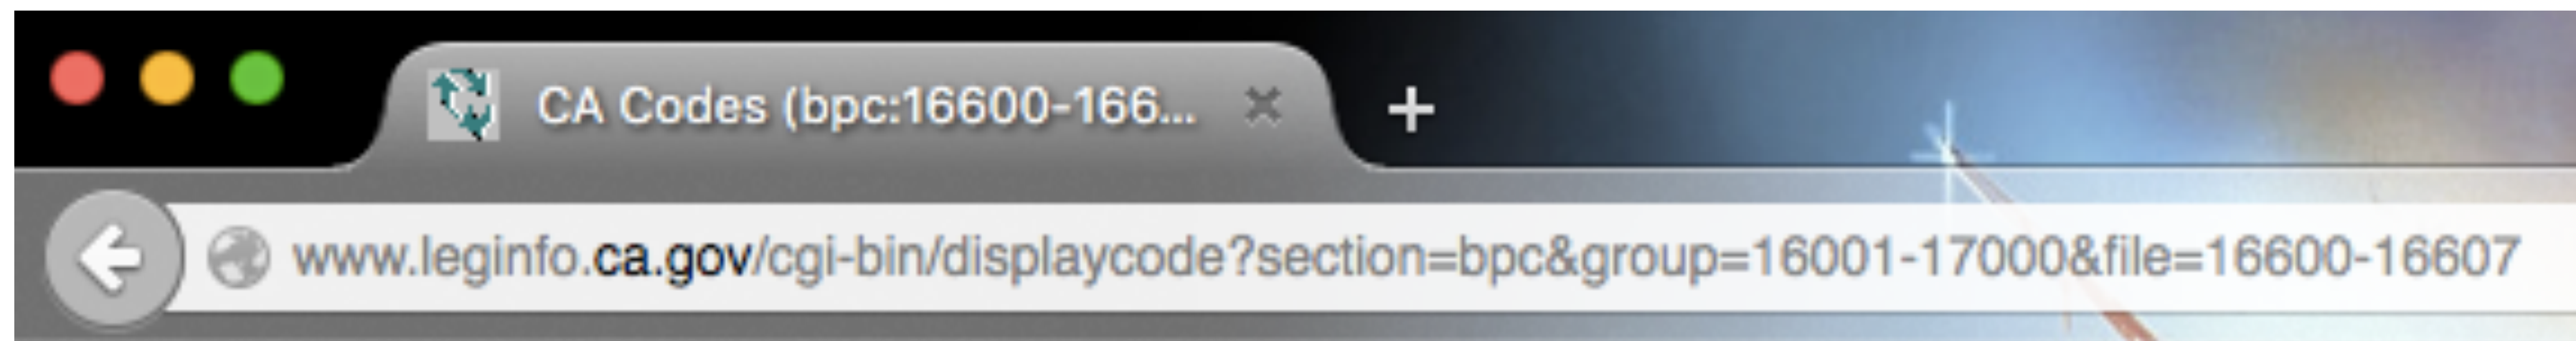 CA Codes (bpc:16600-166...
www.leginfo.ca.gov/cgi-bin/displaycode?section=bpc&group=16001-17000&file=16600-16607